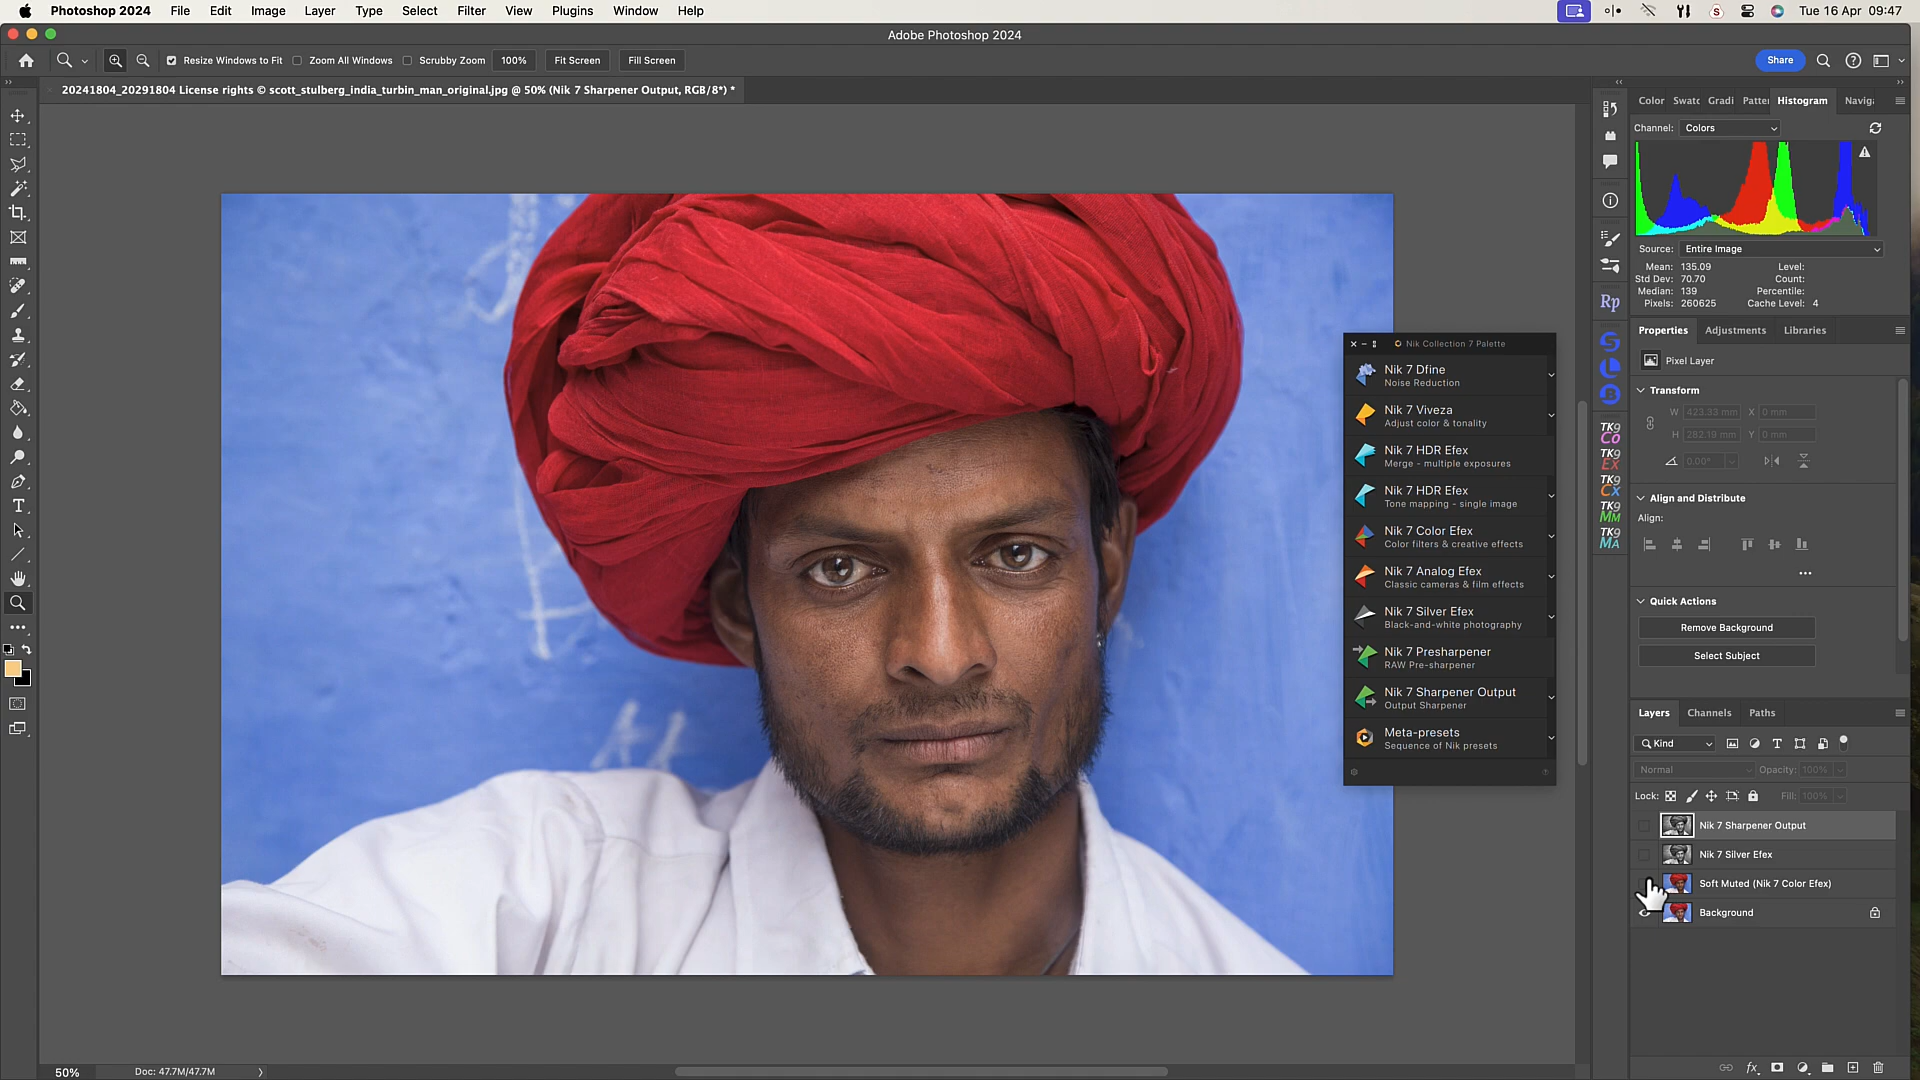 Photoshop 2024 File Edit Image Layer Type Select Filter View Plugins Window Help Tue 16 Apr 09:47
Adobe Photoshop 2024
Resize Windows to Fit Zoom All Windows Scrubby Zoom 100% Fit Screen Fill Screen Share
20241804_20291804 License rights © scott_stulberg_india_turbin_man_original.jpg @ 50% (Nik 7 Sharpener Output, RGB/8*) *
Color Swatc Gradi Patter Histogram Naviga
Channel: Colors
Source: Entire Image
Mean: 135.09 Level:
Std Dev: 70.70 Count:
Median: 139 Percentile:
Pixels: 260625 Cache Level: 4
Rp
TK9 Co
TK9 Ex
TK9 Cx
TK9 MM
TK9 MA
Properties Adjustments Libraries
Pixel Layer
Transform
W 423.33 mm X 0 mm
H 282.19 mm Y 0 mm
0.00°
Align and Distribute
Align:
Quick Actions
Remove Background
Select Subject
Nik Collection 7 Palette
Nik 7 Dfine
Noise Reduction
Nik 7 Viveza
Adjust color & tonality
Nik 7 HDR Efex
Merge - multiple exposures
Nik 7 HDR Efex
Tone mapping - single image
Nik 7 Color Efex
Color filters & creative effects
Nik 7 Analog Efex
Classic cameras & film effects
Nik 7 Silver Efex
Black-and-white photography
Nik 7 Presharpener
RAW Pre-sharpener
Nik 7 Sharpener Output
Output Sharpener
Meta-presets
Sequence of Nik presets
Layers Channels Paths
Kind
Normal Opacity: 100%
Lock: Fill: 100%
Nik 7 Sharpener Output
Nik 7 Silver Efex
Soft Muted (Nik 7 Color Efex)
Background
fx
50% Doc: 47.7M/47.7M